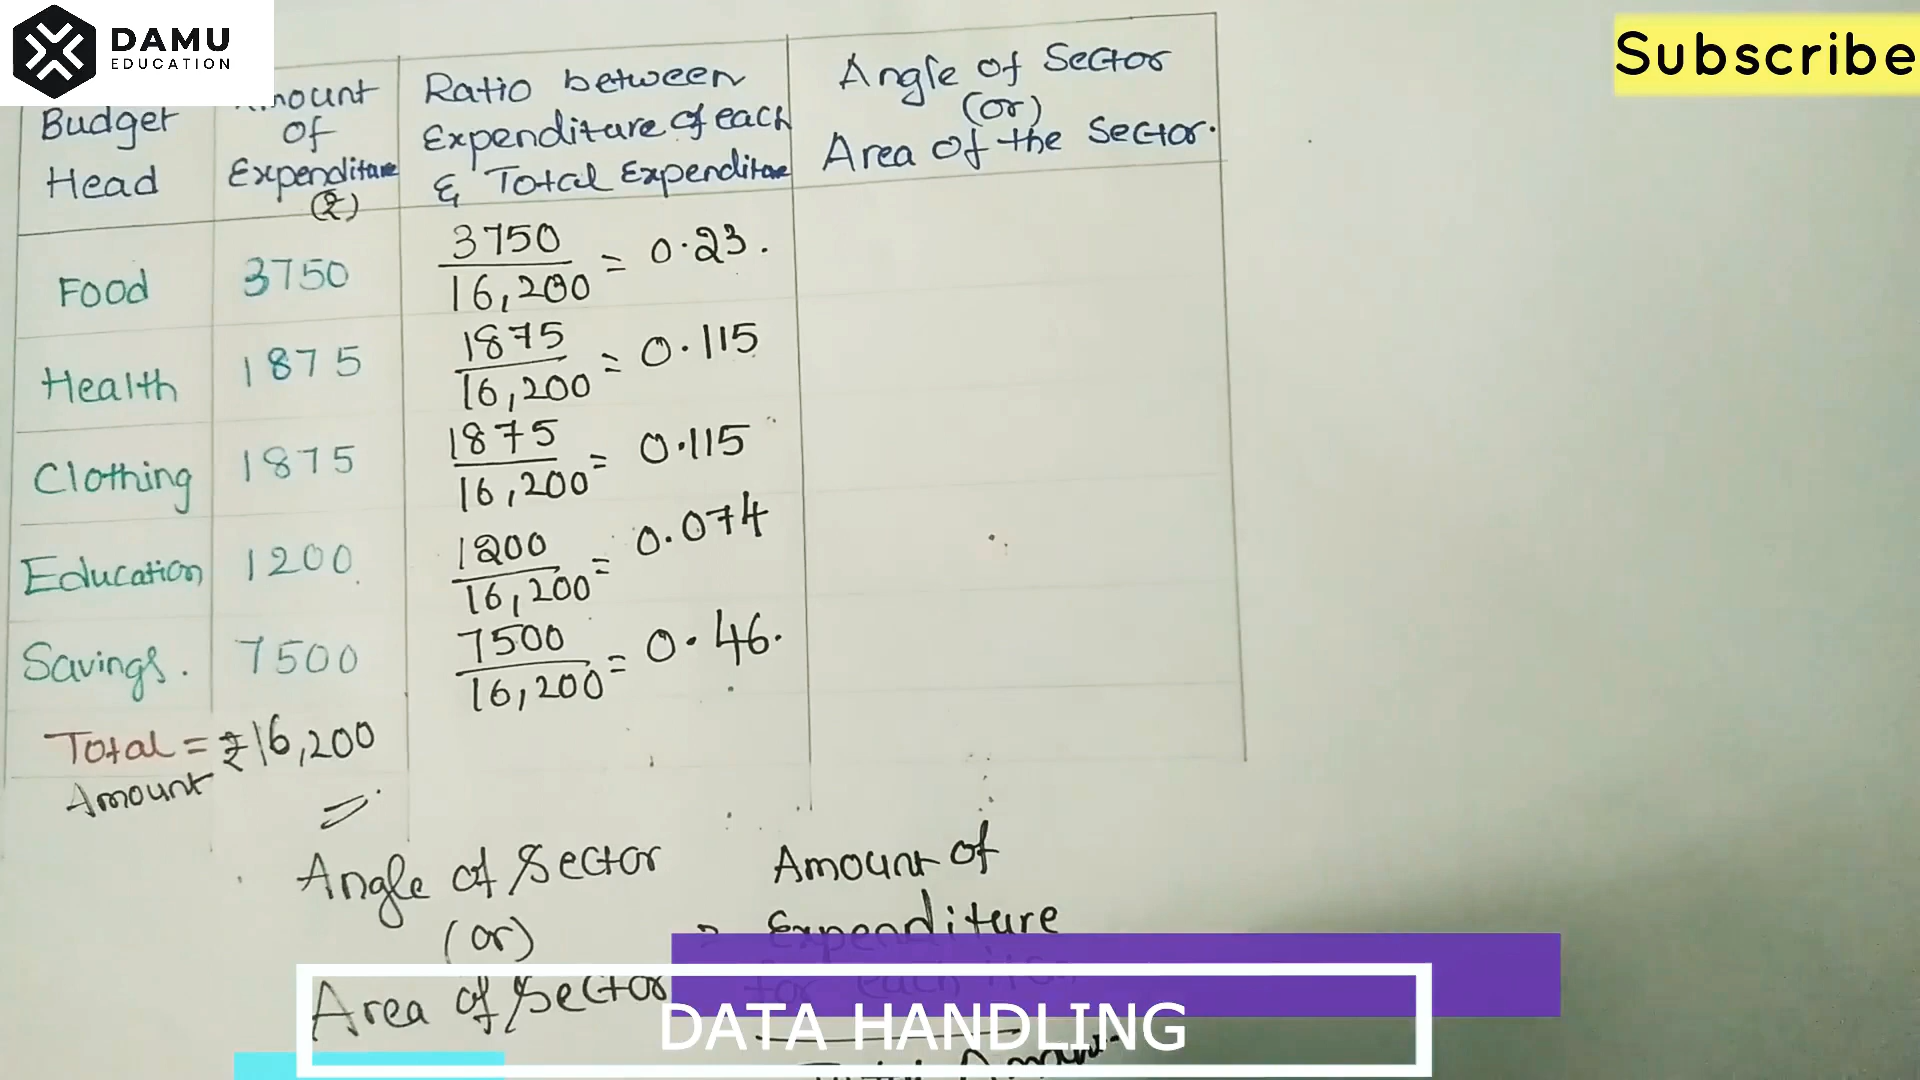 DAMU
EDUCATION
Subscribe
Budget
Head
Amount
Of
Expenditure
(₹)
Ratio between
Expenditure of each
& Total Expenditure
Angle of Sector
(or)
Area of the Sector.
Food 3750 3750/16,200 = 0.23.
Health 1875 1875/16,200 = 0.115
Clothing 1875 1875/16,200 = 0.115
Education 1200 1200/16,200 = 0.074
Savings. 7500 7500/16,200 = 0.46.
Total = ₹16,200
Amount
Angle of Sector
(or)
Area of Sector
=
Amount of
Expenditure
for each
DATA HANDLING